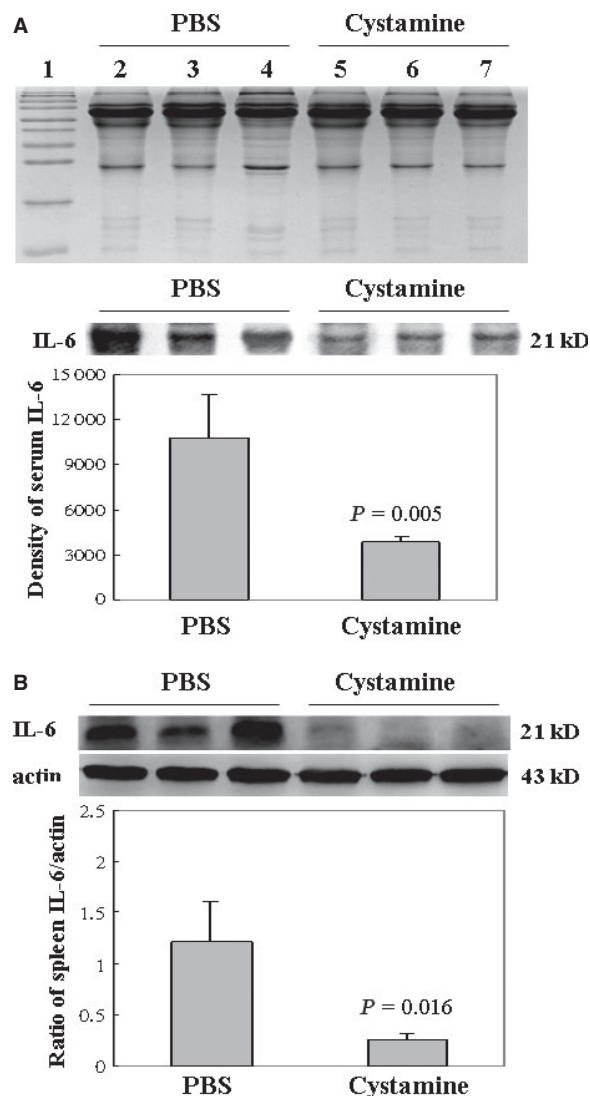 A
PBS Cystamine
1 2 3 4 5 6 7
PBS Cystamine
IL-6 21 kD
15 000
12 000
9000
6000
3000
0
Density of serum IL-6
P = 0.005
PBS Cystamine
B
PBS Cystamine
IL-6 21 kD
actin 43 kD
2.5
2
1.5
1
0.5
0
Ratio of spleen IL-6/actin
P = 0.016
PBS Cystamine